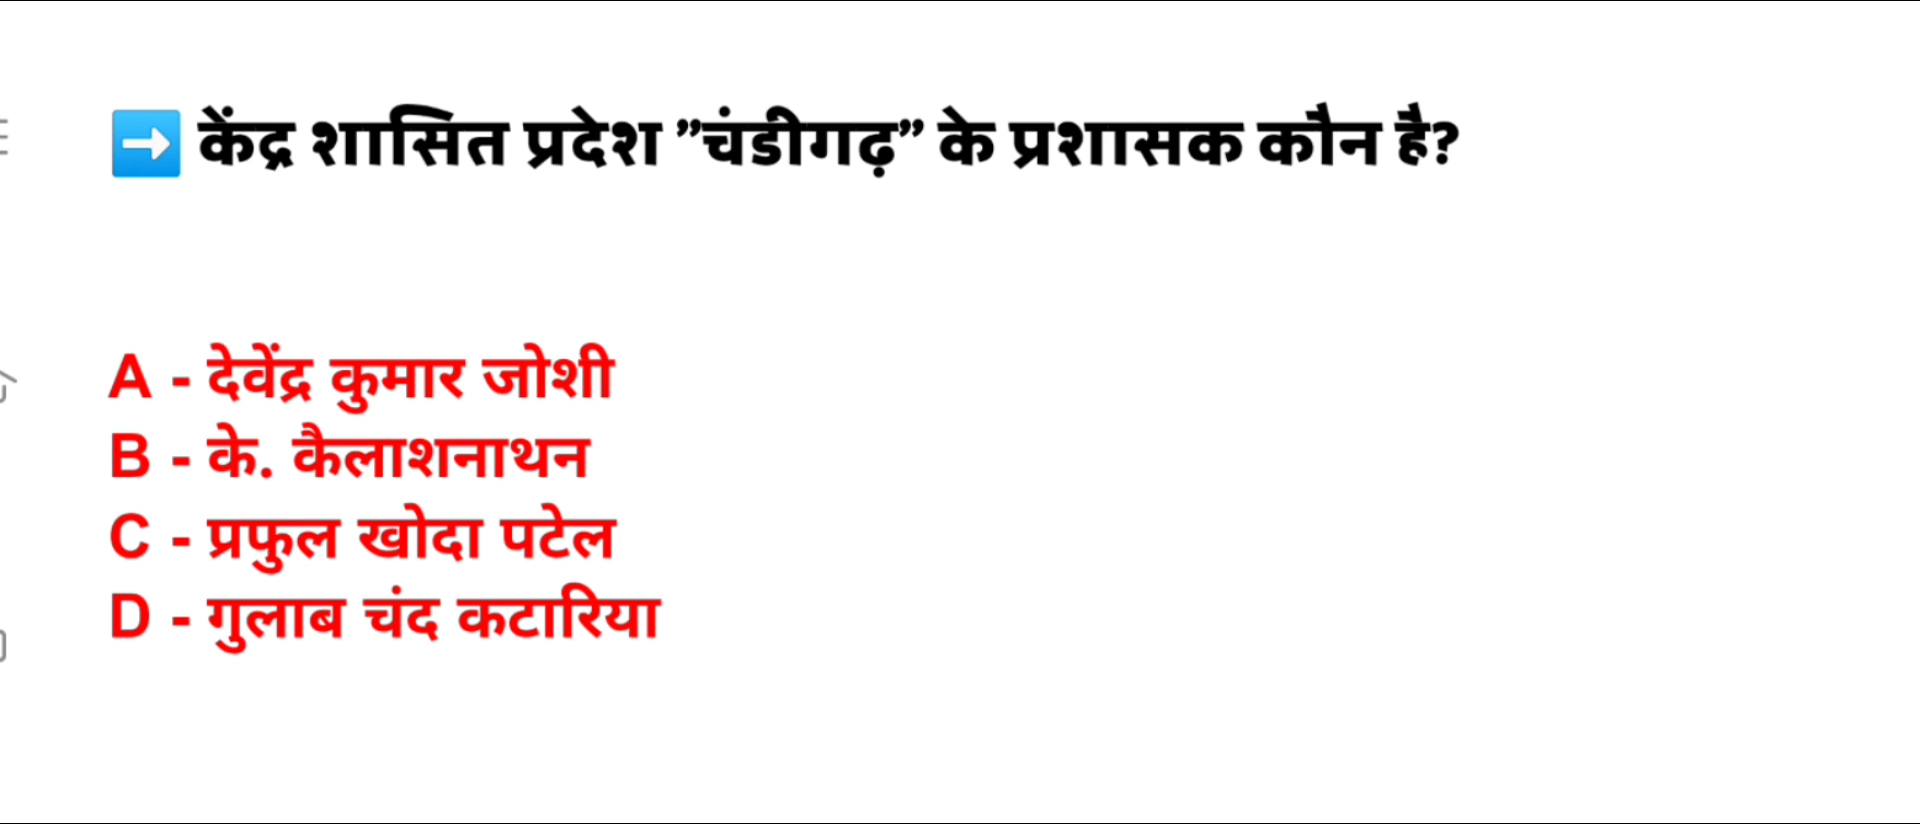 ➡️ केंद्र शासित प्रदेश ”चंडीगढ़” के प्रशासक कौन है?
A - देवेंद्र कुमार जोशी
B - के. कैलाशनाथन
C - प्रफुल खोदा पटेल
D - गुलाब चंद कटारिया